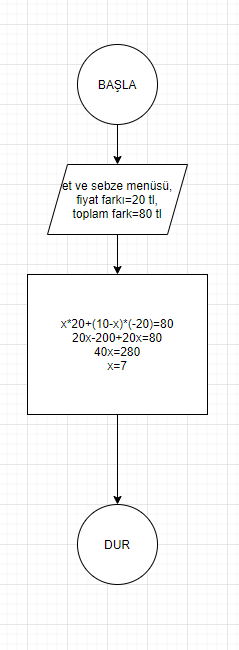 BAŞLA
et ve sebze menüsü,
fiyat farkı=20 tl,
toplam fark=80 tl
x*20+(10-x)*(-20)=80
20x-200+20x=80
40x=280
x=7
DUR